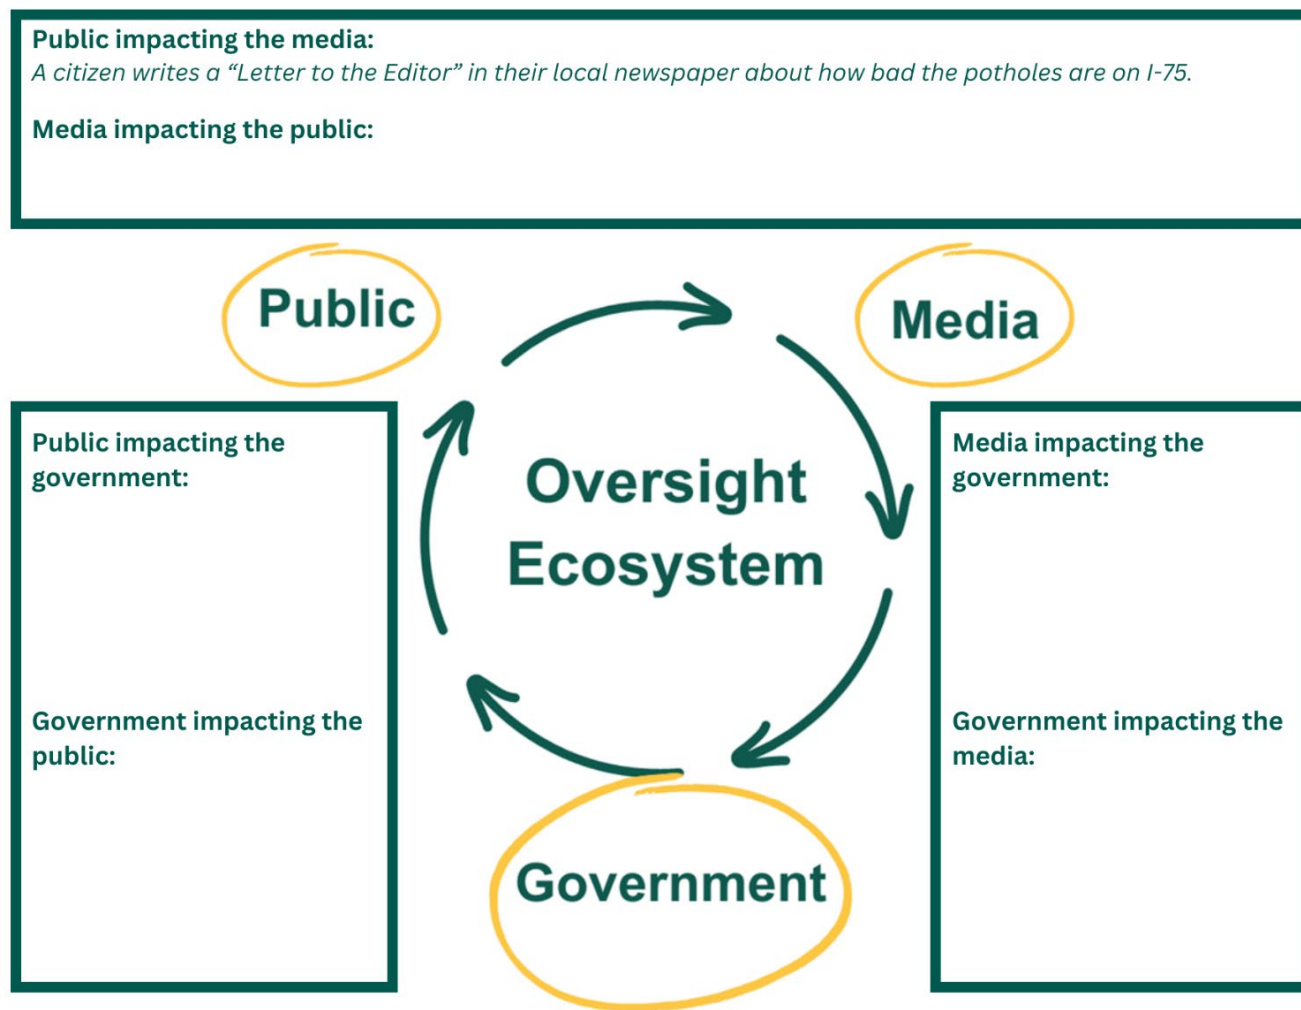 Public impacting the media:
A citizen writes a “Letter to the Editor” in their local newspaper about how bad the potholes are on I-75.
Media impacting the public:
Public
Media
Public impacting the
government:
Government impacting the
public:
Oversight
Ecosystem
Media impacting the
government:
Government impacting the
media:
Government